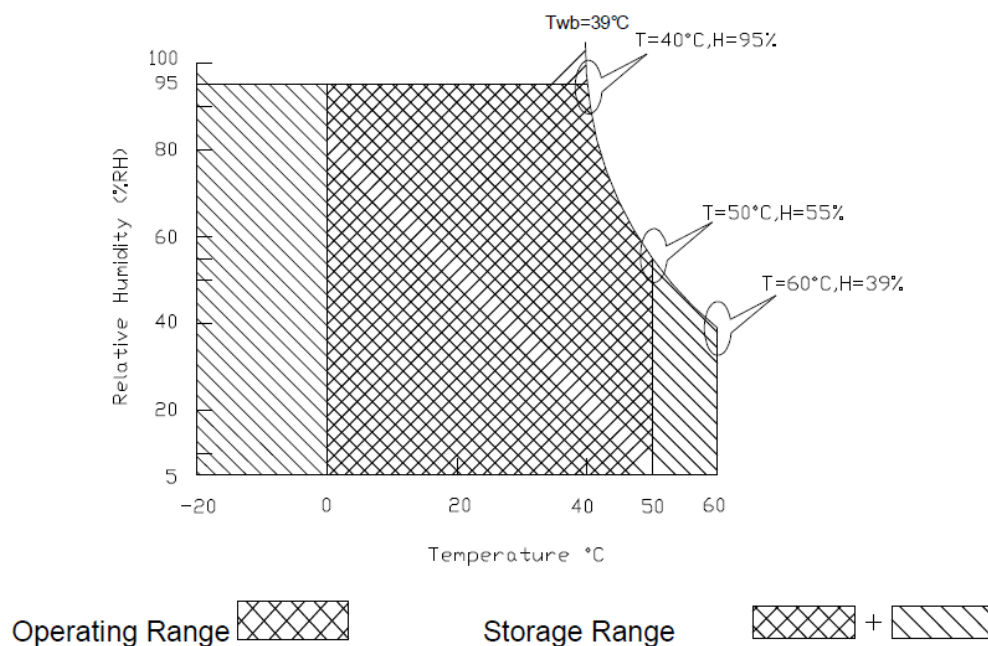 Twb=39°C
T=40°C,H=95%
100
95
80
T=50°C,H=55%
60
T=60°C,H=39%
40
20
5
Relative Humidity (%RH)
-20 0 20 40 50 60
Temperature °C
Operating Range Storage Range +